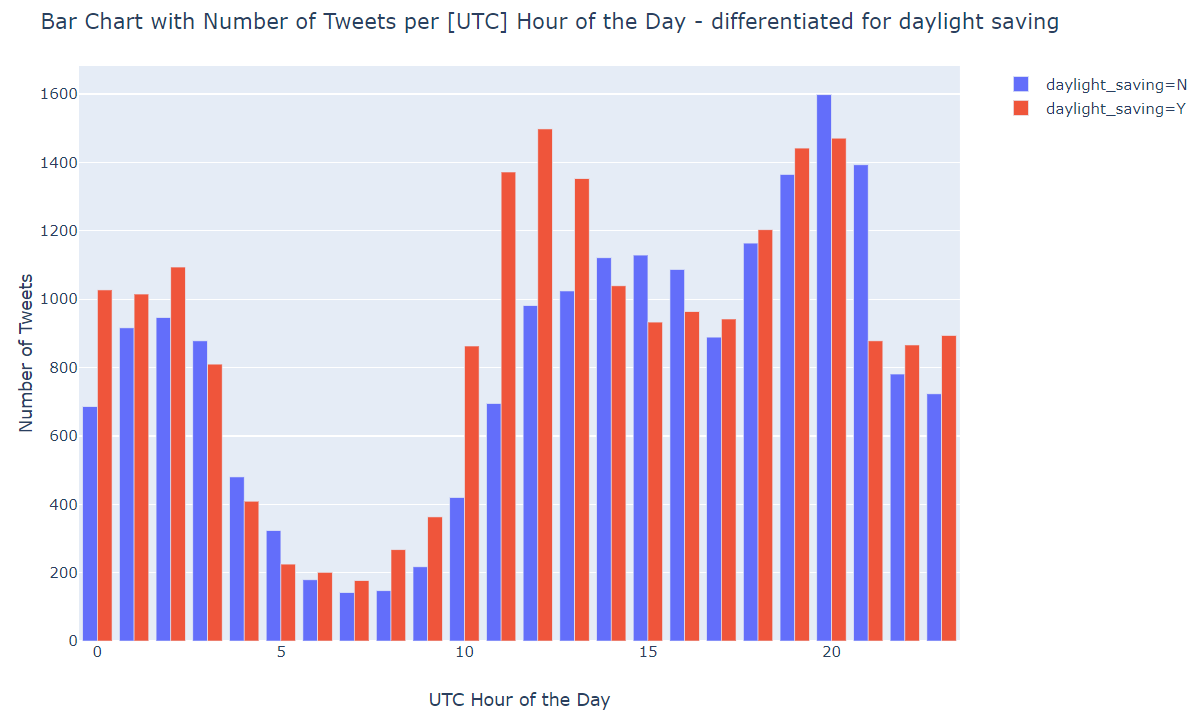 Bar Chart with Number of Tweets per [UTC] Hour of the Day - differentiated for daylight saving
daylight_saving=N
daylight_saving=Y
Number of Tweets
1600
1400
1200
1000
800
600
400
200
0
0 5 10 15 20
UTC Hour of the Day